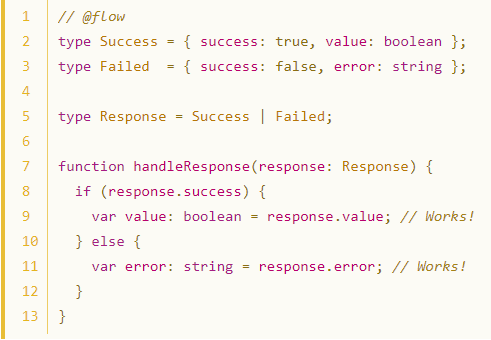 1 // @flow
2 type Success = { success: true, value: boolean };
3 type Failed  = { success: false, error: string };
4
5 type Response = Success | Failed;
6
7 function handleResponse(response: Response) {
8   if (response.success) {
9     var value: boolean = response.value; // Works!
10   } else {
11     var error: string = response.error; // Works!
12   }
13 }